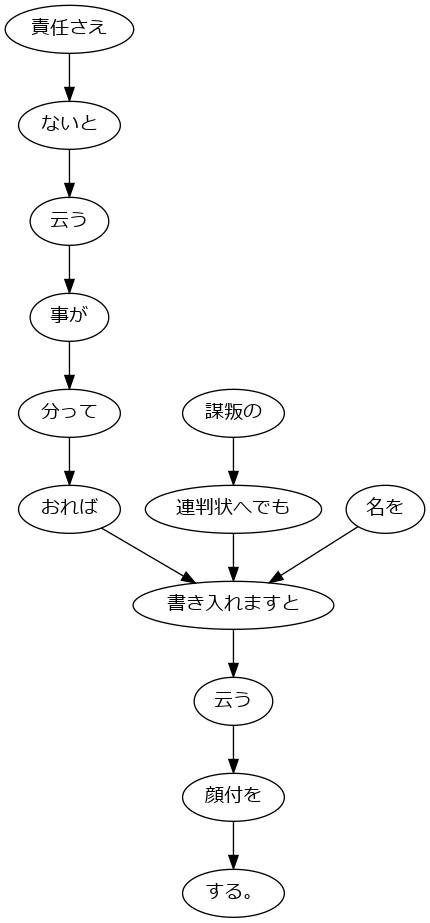 責任さえ
ないと
云う
事が
分って
謀叛の
おれば
連判状へでも
名を
書き入れますと
云う
顔付を
する。